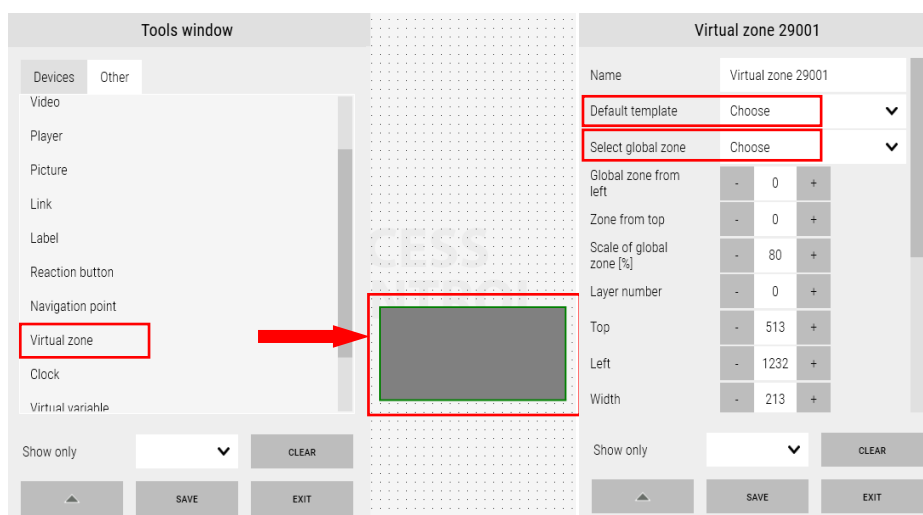 Tools window
Devices Other
Video
Player
Picture
Link
Label
Reaction button
Navigation point
Virtual zone
Clock
Virtual variable
Show only
CLEAR
SAVE
EXIT
CESS
Virtual zone 29001
Name Virtual zone 29001
Default template Choose
Select global zone Choose
Global zone from
left - 0 +
Zone from top - 0 +
Scale of global
zone [%] - 80 +
Layer number - 0 +
Top - 513 +
Left - 1232 +
Width - 213 +
Show only
CLEAR
SAVE
EXIT